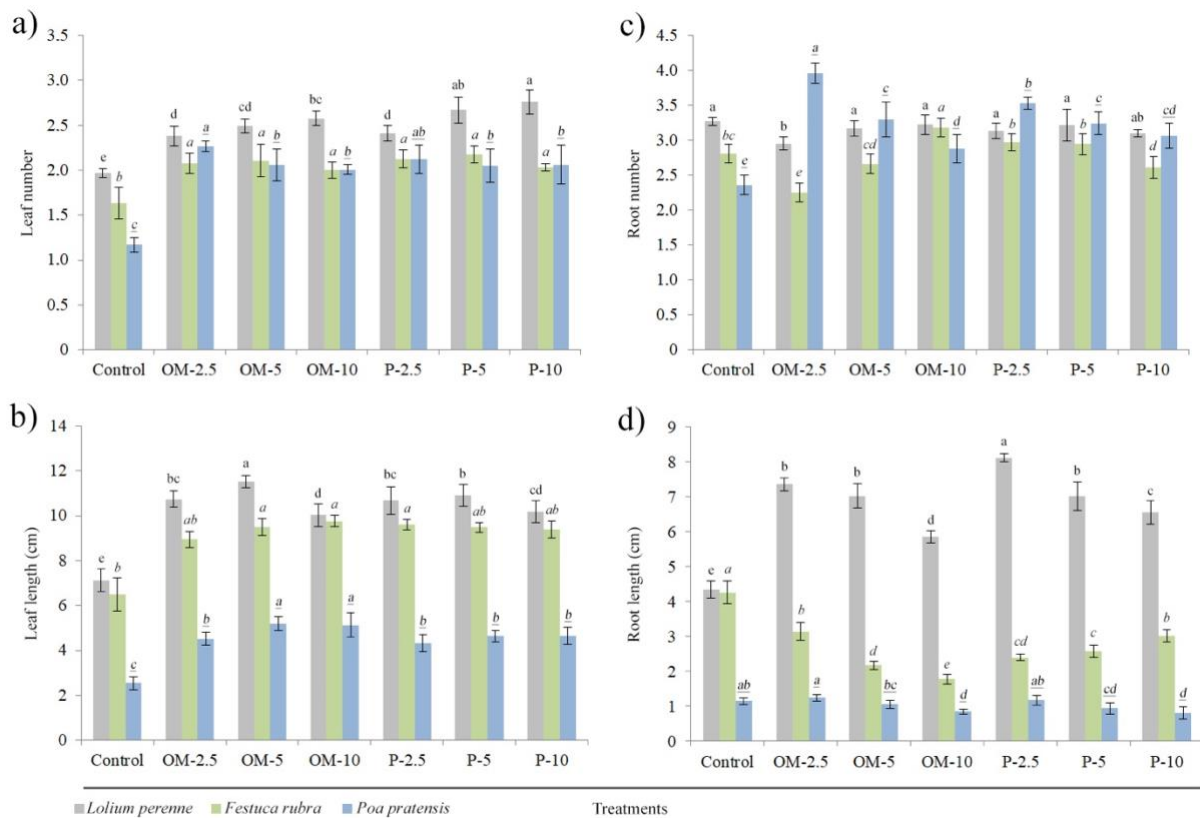 a)
Leaf number
3.5
3.0
2.5
2.0
1.5
1.0
0.5
0
e b c
d a a
cd a b
bc a b
d a ab
ab a b
a a b
Control OM-2.5 OM-5 OM-10 P-2.5 P-5 P-10
c)
Root number
4.5
4.0
3.5
3.0
2.5
2.0
1.5
1.0
0.5
0
a bc e
b e a
a cd c
a a d
a b b
a b c
ab d cd
Control OM-2.5 OM-5 OM-10 P-2.5 P-5 P-10
b)
Leaf length (cm)
14
12
10
8
6
4
2
0
e b c
bc ab b
a a a
d a a
bc a b
b ab b
cd ab b
Control OM-2.5 OM-5 OM-10 P-2.5 P-5 P-10
d)
Root length (cm)
9
8
7
6
5
4
3
2
1
0
e a ab
b b a
b d bc
d e d
a cd ab
b c cd
c b d
Control OM-2.5 OM-5 OM-10 P-2.5 P-5 P-10
Lolium perenne Festuca rubra Poa pratensis
Treatments